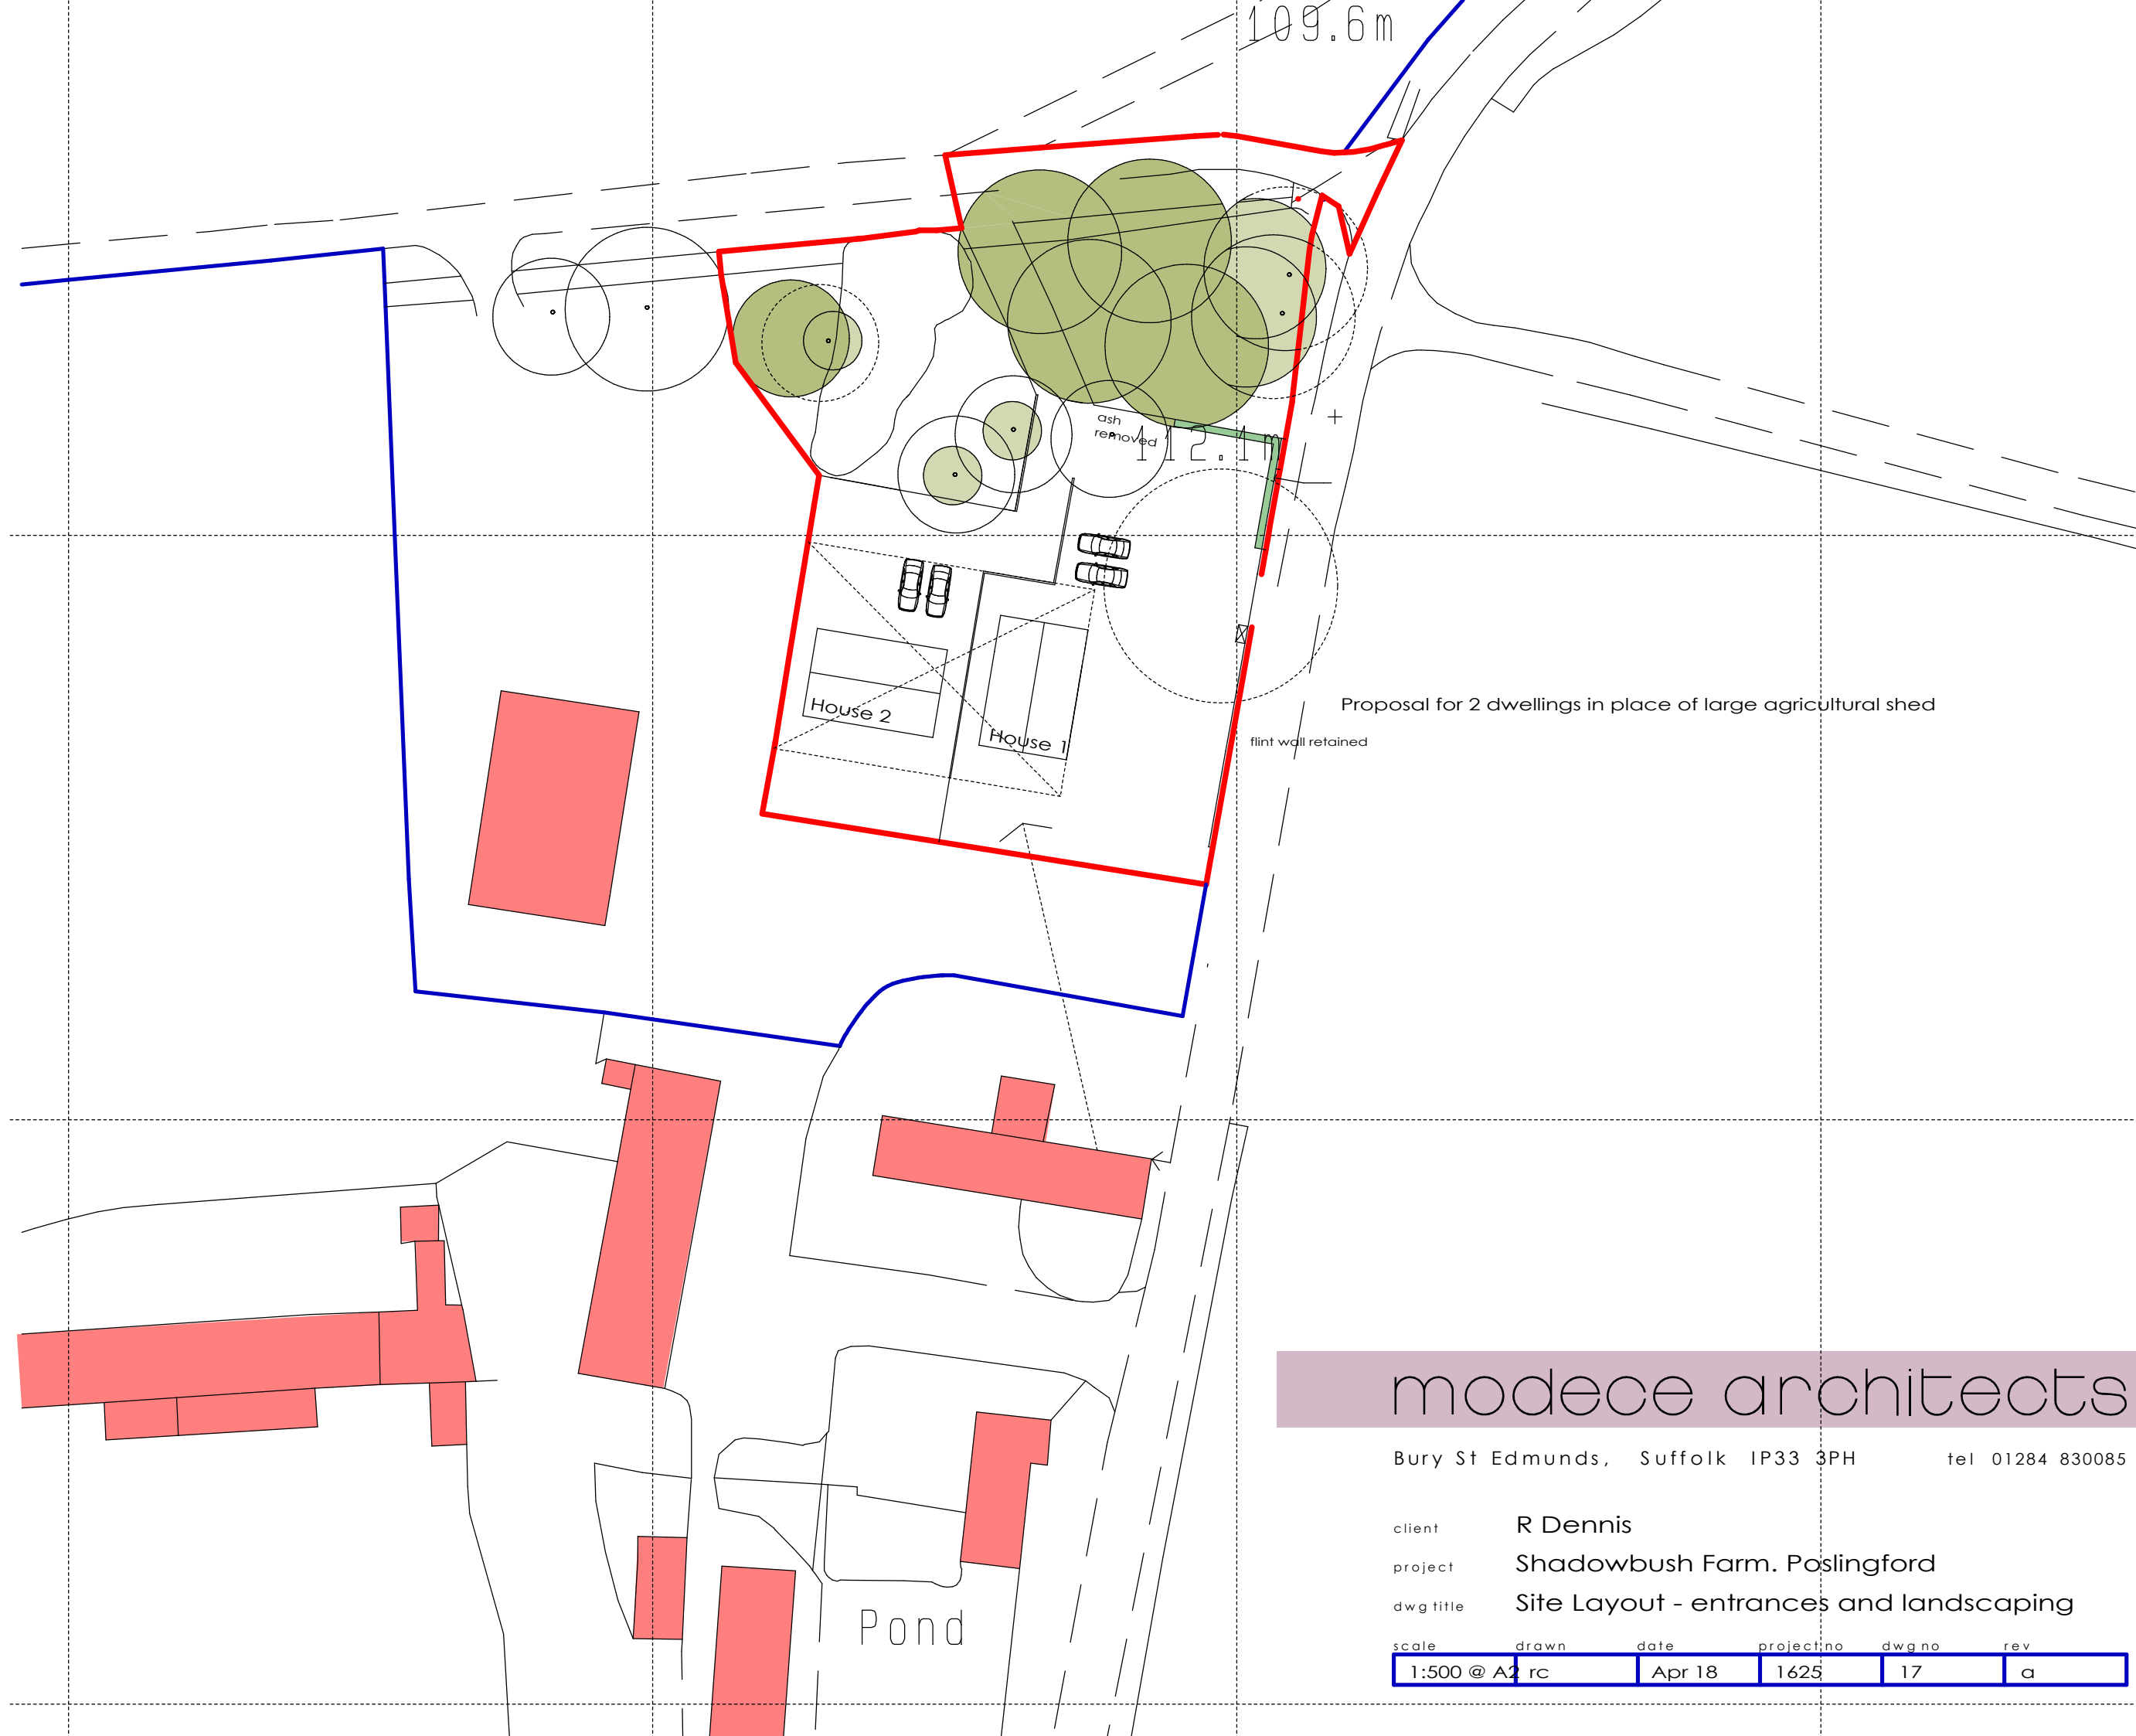 109.6m
ash
removed
112.1m
House 2
House 1
Proposal for 2 dwellings in place of large agricultural shed
flint wall retained
modece architects
Bury St Edmunds, Suffolk IP33 3PH tel 01284 830085
client R Dennis
project Shadowbush Farm. Poslingford
dwg title Site Layout - entrances and landscaping
Pond
scale drawn date project no dwg no rev
1:500 @ A2 rc Apr 18 1625 17 a